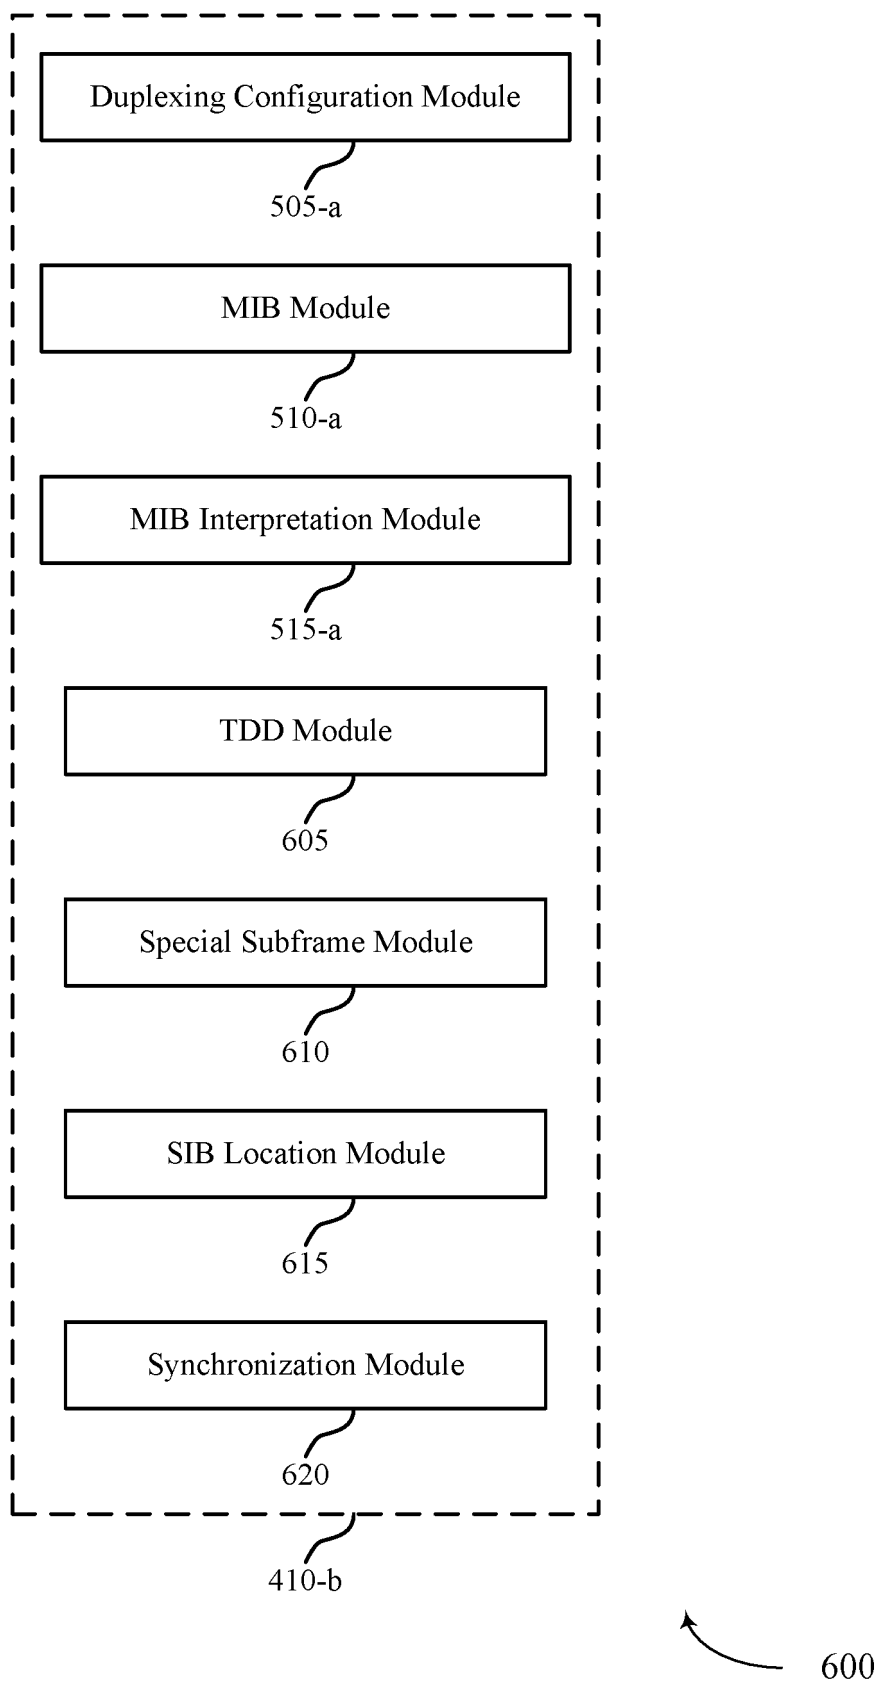 Duplexing Configuration Module
505-a
MIB Module
510-a
MIB Interpretation Module
515-a
TDD Module
605
Special Subframe Module
610
SIB Location Module
615
Synchronization Module
620
410-b
600